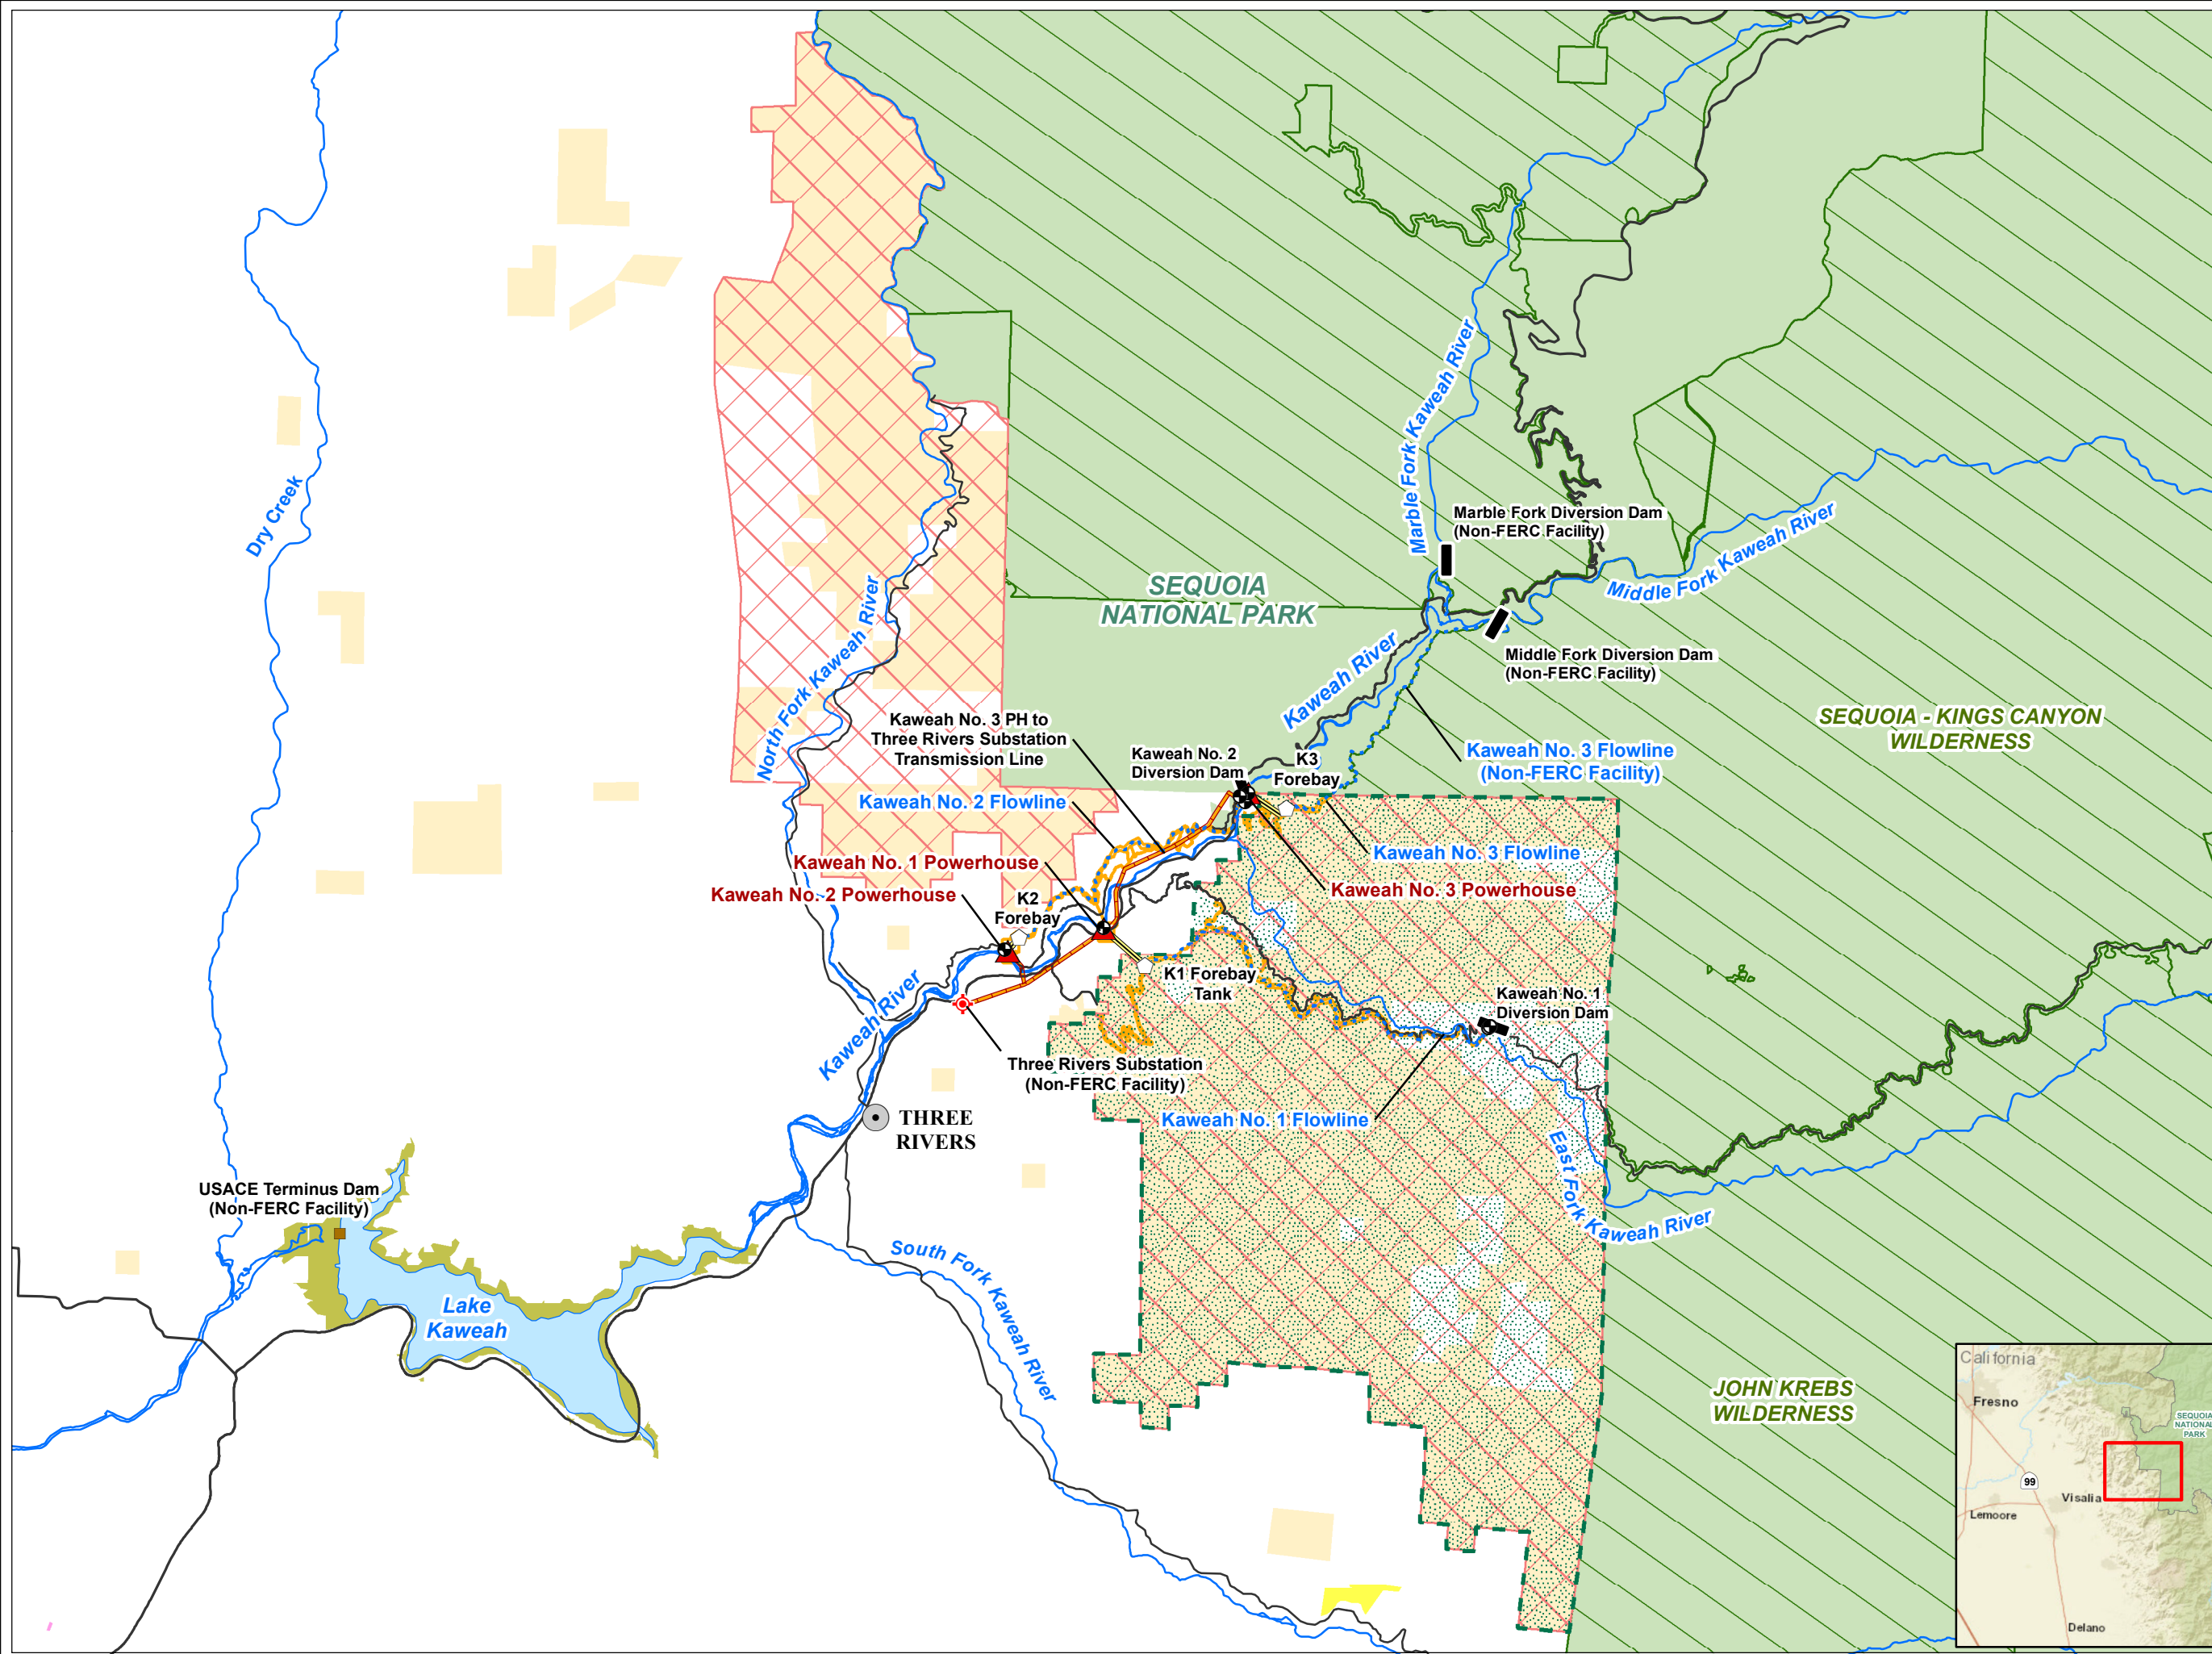 Dry Creek
Marble Fork Kaweah River
Marble Fork Diversion Dam
(Non-FERC Facility)
Middle Fork Kaweah River
SEQUOIA
NATIONAL PARK
North Fork Kaweah River
Kaweah River
Middle Fork Diversion Dam
(Non-FERC Facility)
SEQUOIA - KINGS CANYON
WILDERNESS
Kaweah No. 3 PH to
Three Rivers Substation
Transmission Line
Kaweah No. 2
Diversion Dam
K3
Forebay
Kaweah No. 3 Flowline
(Non-FERC Facility)
Kaweah No. 2 Flowline
Kaweah No. 3 Flowline
Kaweah No. 1 Powerhouse
Kaweah No. 3 Powerhouse
Kaweah No. 2 Powerhouse
K2
Forebay
K1 Forebay
Tank
Kaweah No. 1
Diversion Dam
Kaweah River
Three Rivers Substation
(Non-FERC Facility)
Kaweah No. 1 Flowline
THREE
RIVERS
East Fork Kaweah River
USACE Terminus Dam
(Non-FERC Facility)
South Fork Kaweah River
Lake
Kaweah
JOHN KREBS
WILDERNESS
California
Fresno
SEQUOIA
NATIONAL
PARK
99
Visalia
Lemoore
Delano